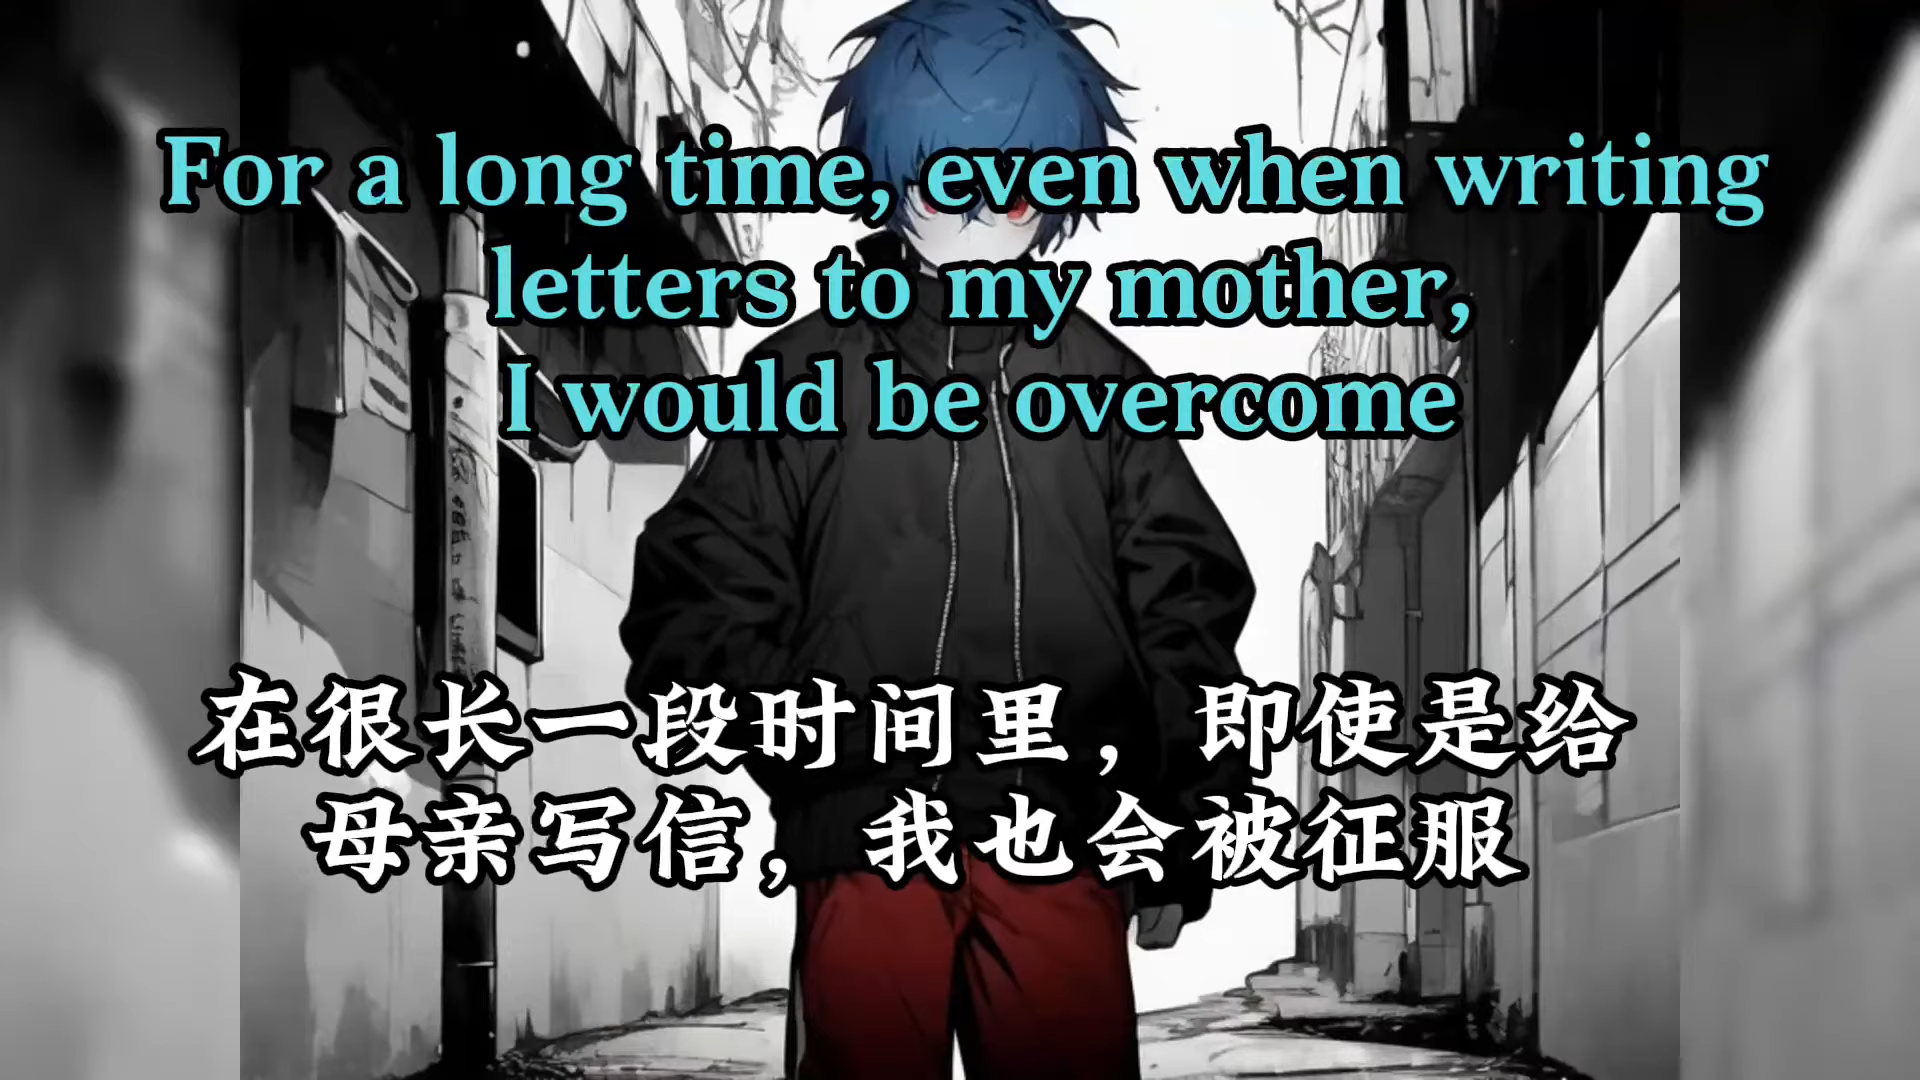 For a long time, even when writing
letters to my mother,
I would be overcome
在很长一段时间里，即使是给
母亲写信，我也会被征服